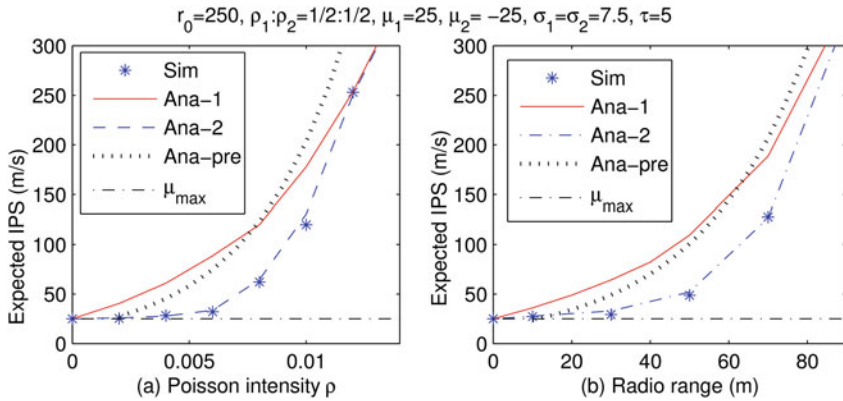 r₀=250, ρ₁:ρ₂=1/2:1/2, μ₁=25, μ₂= −25, σ₁=σ₂=7.5, τ=5
300
250
200
150
100
50
0
Expected IPS (m/s)
Sim
Ana-1
Ana-2
Ana-pre
μmax
0
0.005
0.01
(a) Poisson intensity ρ
300
250
200
150
100
50
0
Expected IPS (m/s)
Sim
Ana-1
Ana-2
Ana-pre
μmax
0
20
40
60
80
(b) Radio range (m)